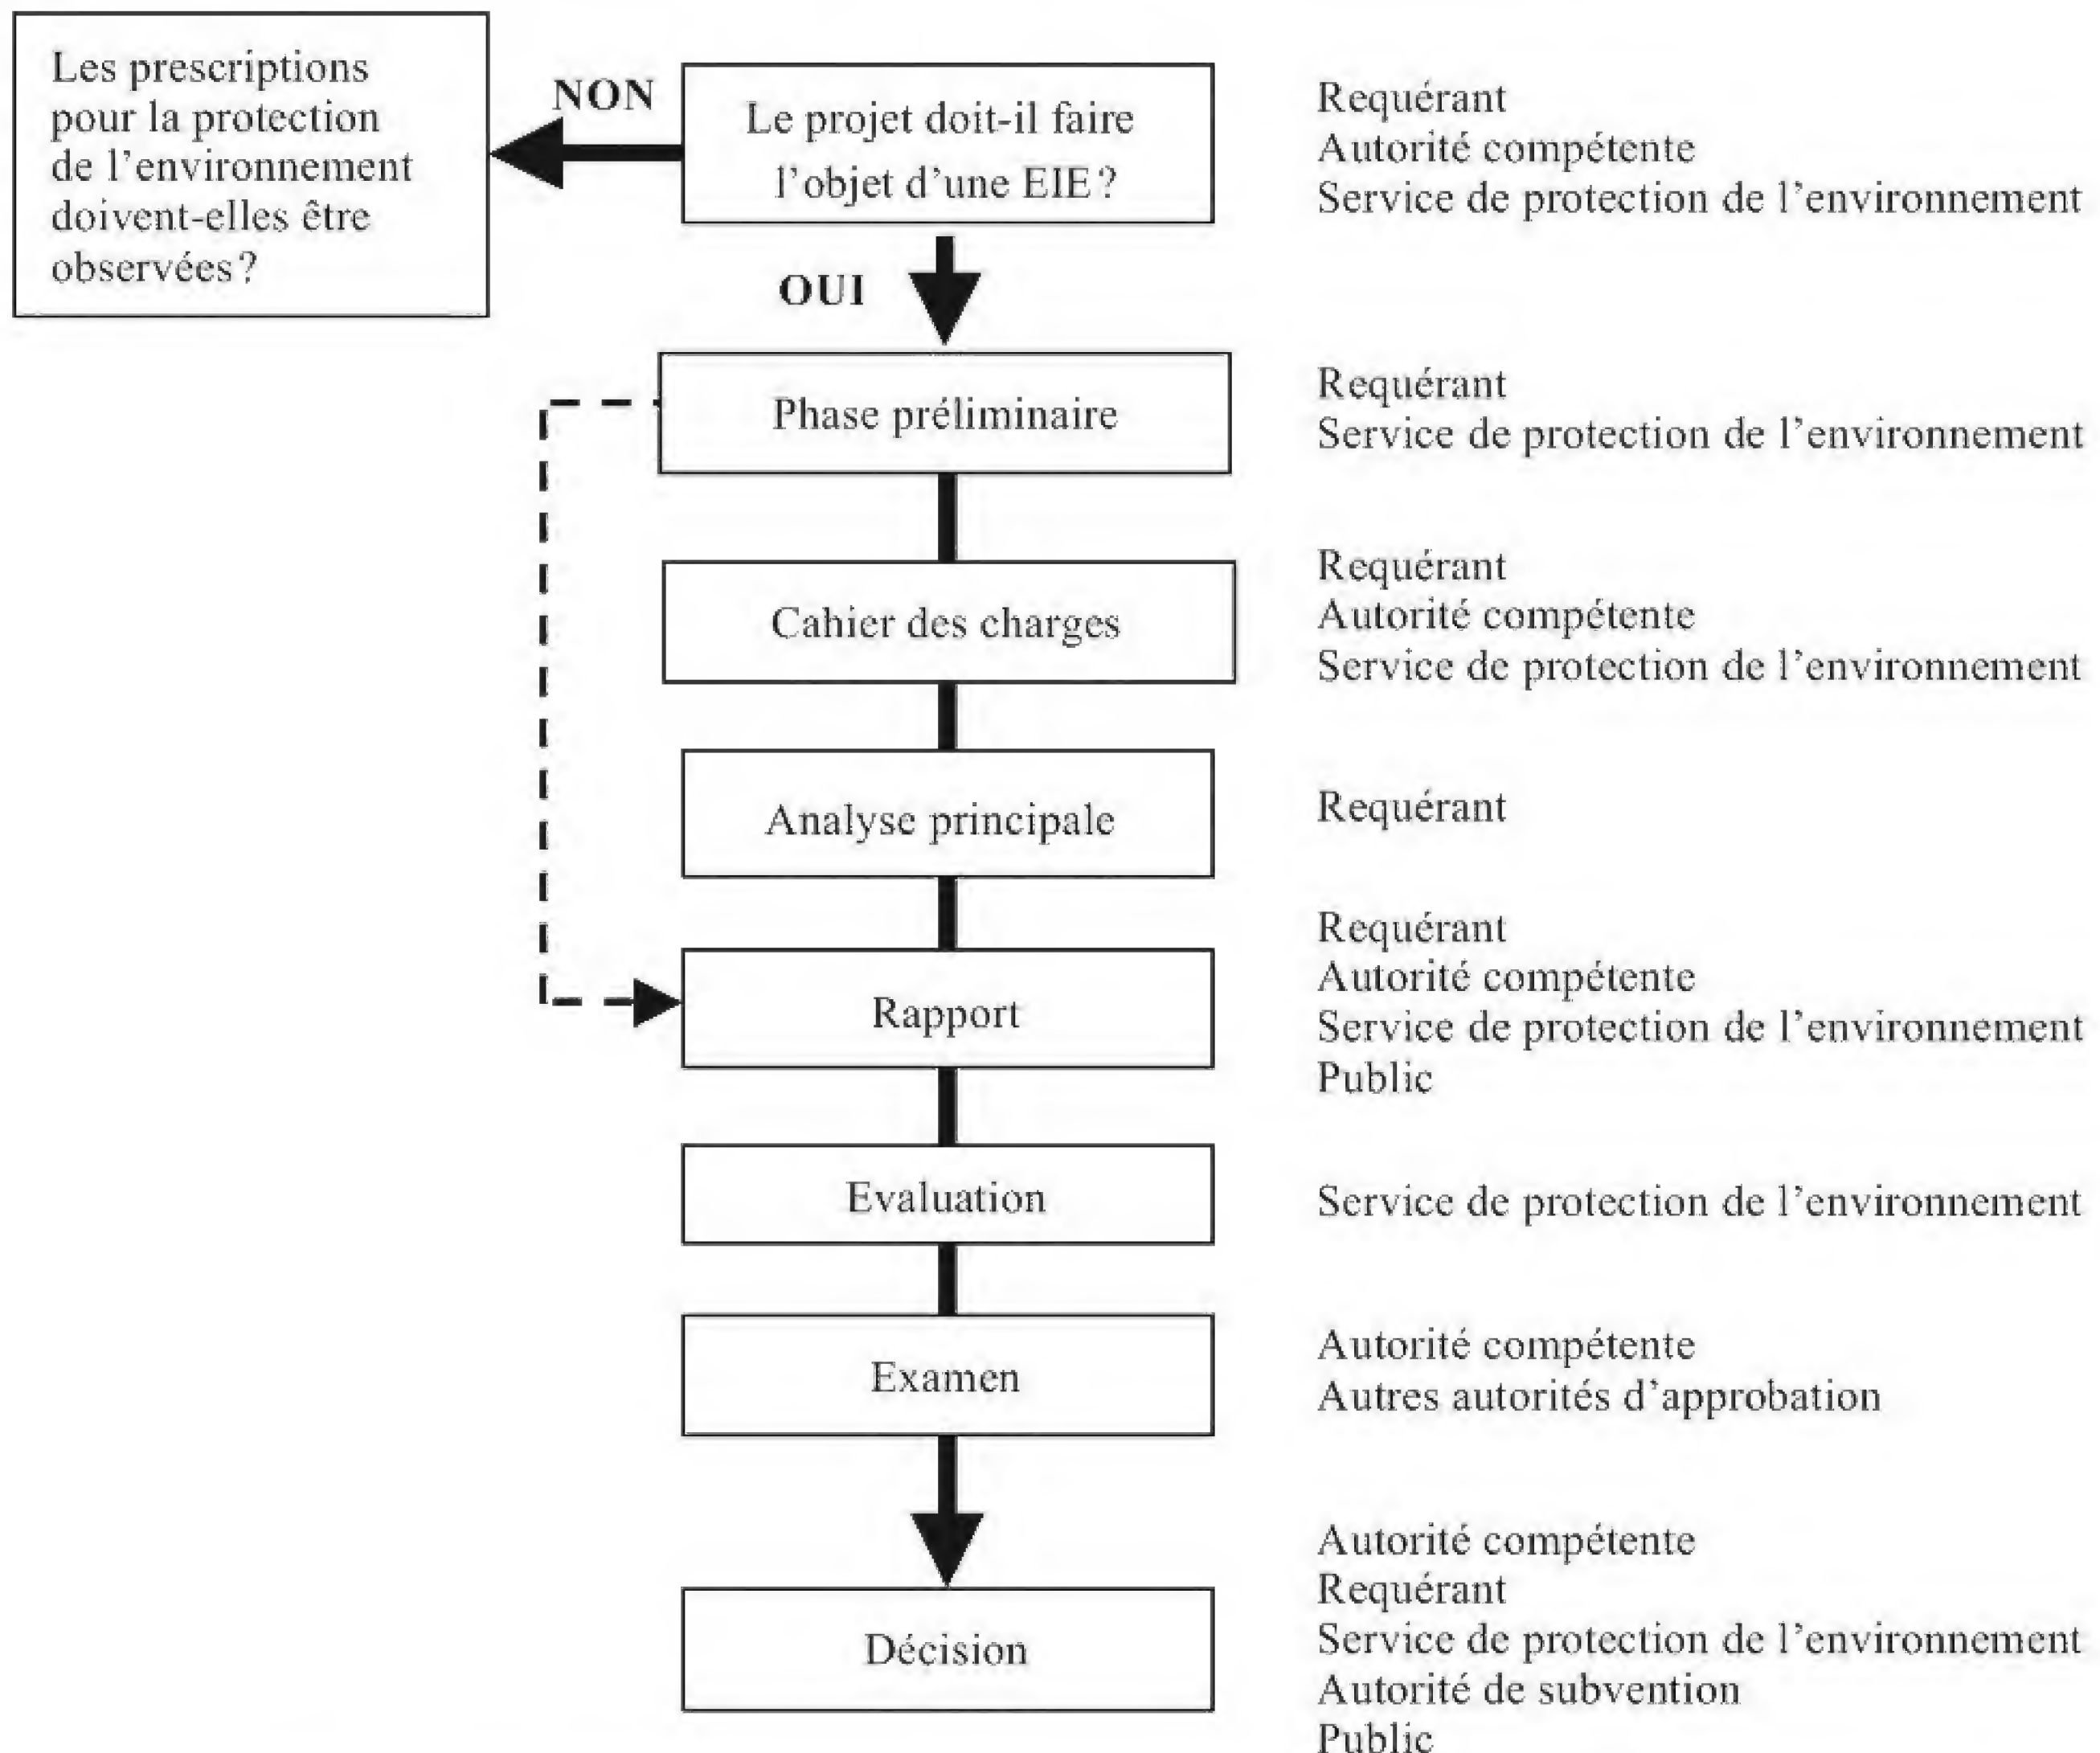 Les prescriptions
pour la protection
de l’environnement
doivent-elles être
observées ?
NON
Le projet doit-il faire
l’objet d’une EIE ?
Requérant
Autorité compétente
Service de protection de l’environnement
OUI
Phase préliminaire
Requérant
Service de protection de l’environnement
Cahier des charges
Requérant
Autorité compétente
Service de protection de l’environnement
Analyse principale
Requérant
Rapport
Requérant
Autorité compétente
Service de protection de l’environnement
Public
Evaluation
Service de protection de l’environnement
Examen
Autorité compétente
Autres autorités d’approbation
Décision
Autorité compétente
Requérant
Service de protection de l’environnement
Autorité de subvention
Public